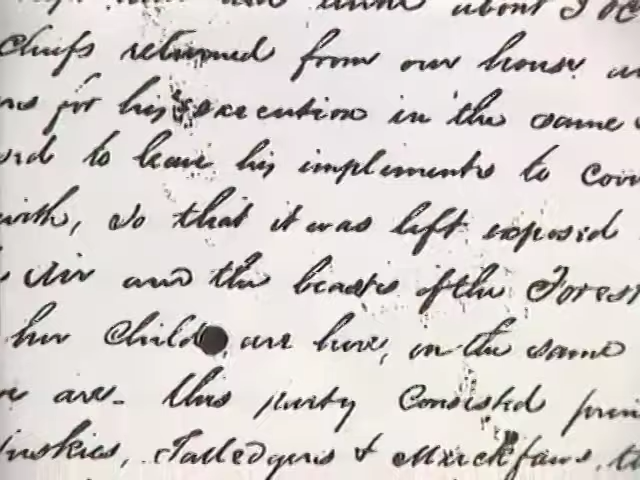 about
Chiefs returned from our house
for his execution in the same
to leave his implements to
with, so that it was left exposed
Air and the beasts of the Forest
her Child are here, in the same
are. this party Consisted
Talledgas &